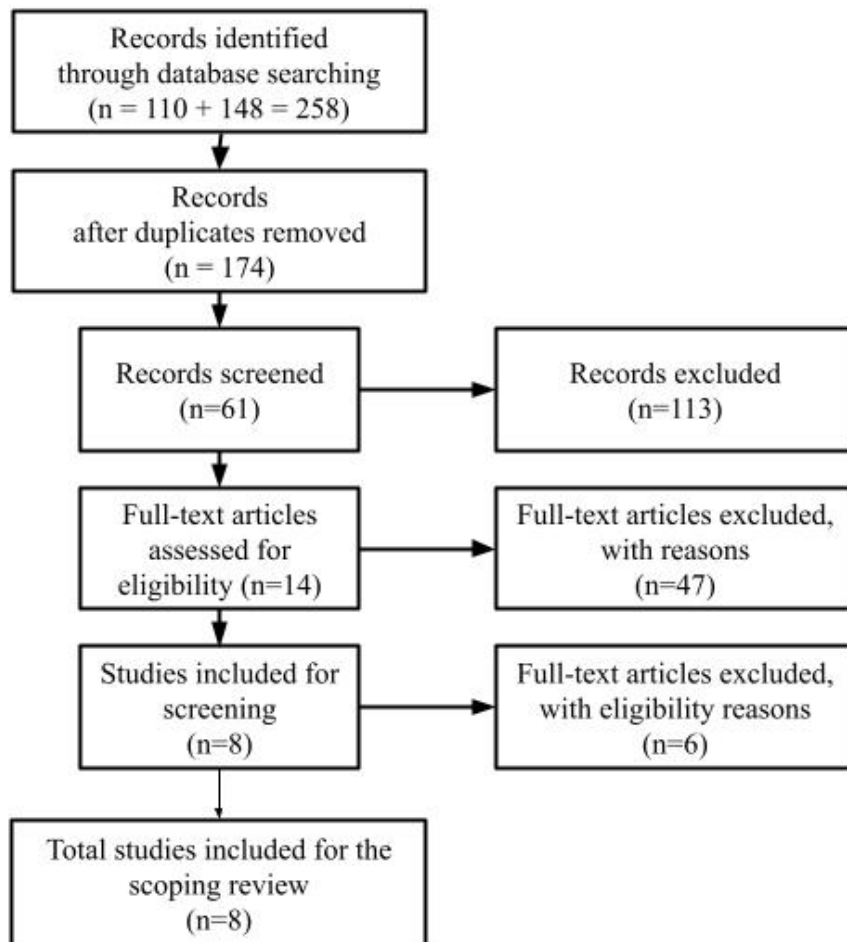 Records identified
through database searching
(n = 110 + 148 = 258)
Records
after duplicates removed
(n = 174)
Records screened
(n=61)
Records excluded
(n=113)
Full-text articles
assessed for
eligibility (n=14)
Full-text articles excluded,
with reasons
(n=47)
Studies included for
screening
(n=8)
Full-text articles excluded,
with eligibility reasons
(n=6)
Total studies included for the
scoping review
(n=8)